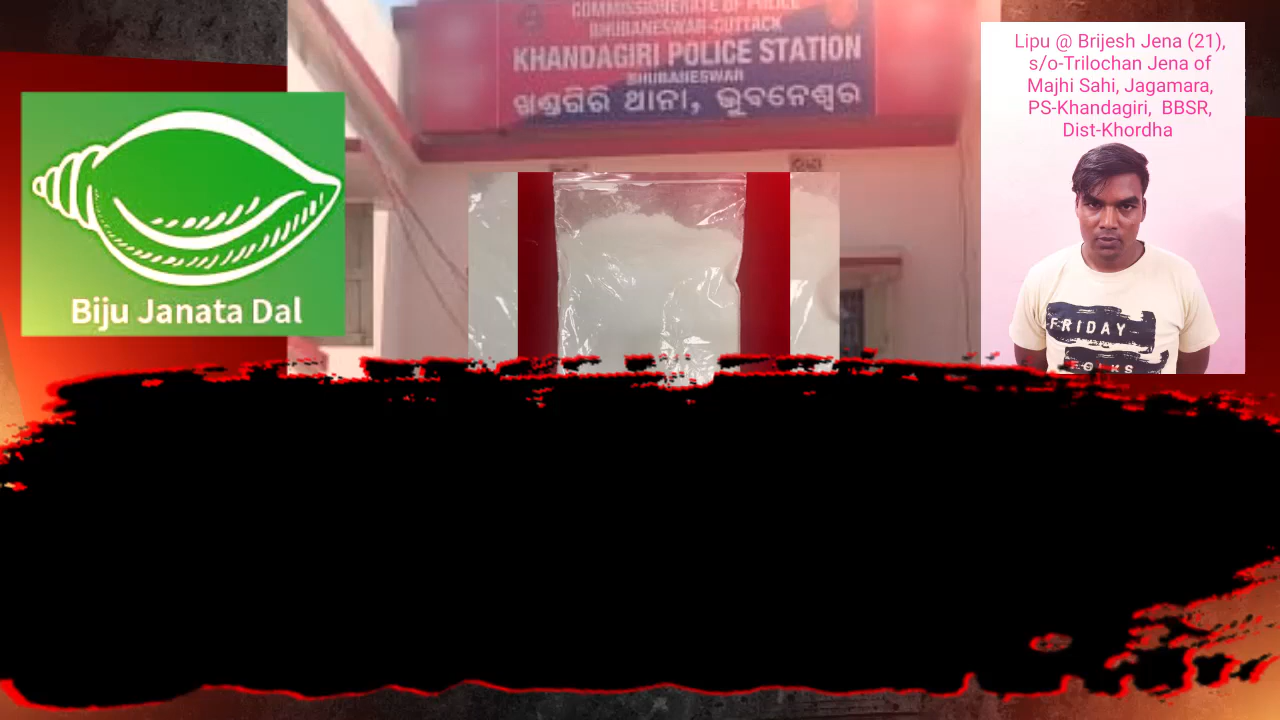 COMMISSIONERATE OF POLICE
BHUBANESWAR-CUTTACK
KHANDAGIRI POLICE STATION
BHUBANESWAR
ଖଣ୍ଡଗିରି ଥାନା, ଭୁବନେଶ୍ୱର
Biju Janata Dal
Lipu @ Brijesh Jena (21),
s/o-Trilochan Jena of
Majhi Sahi, Jagamara,
PS-Khandagiri, BBSR,
Dist-Khordha
FRIDAY
FOLKS